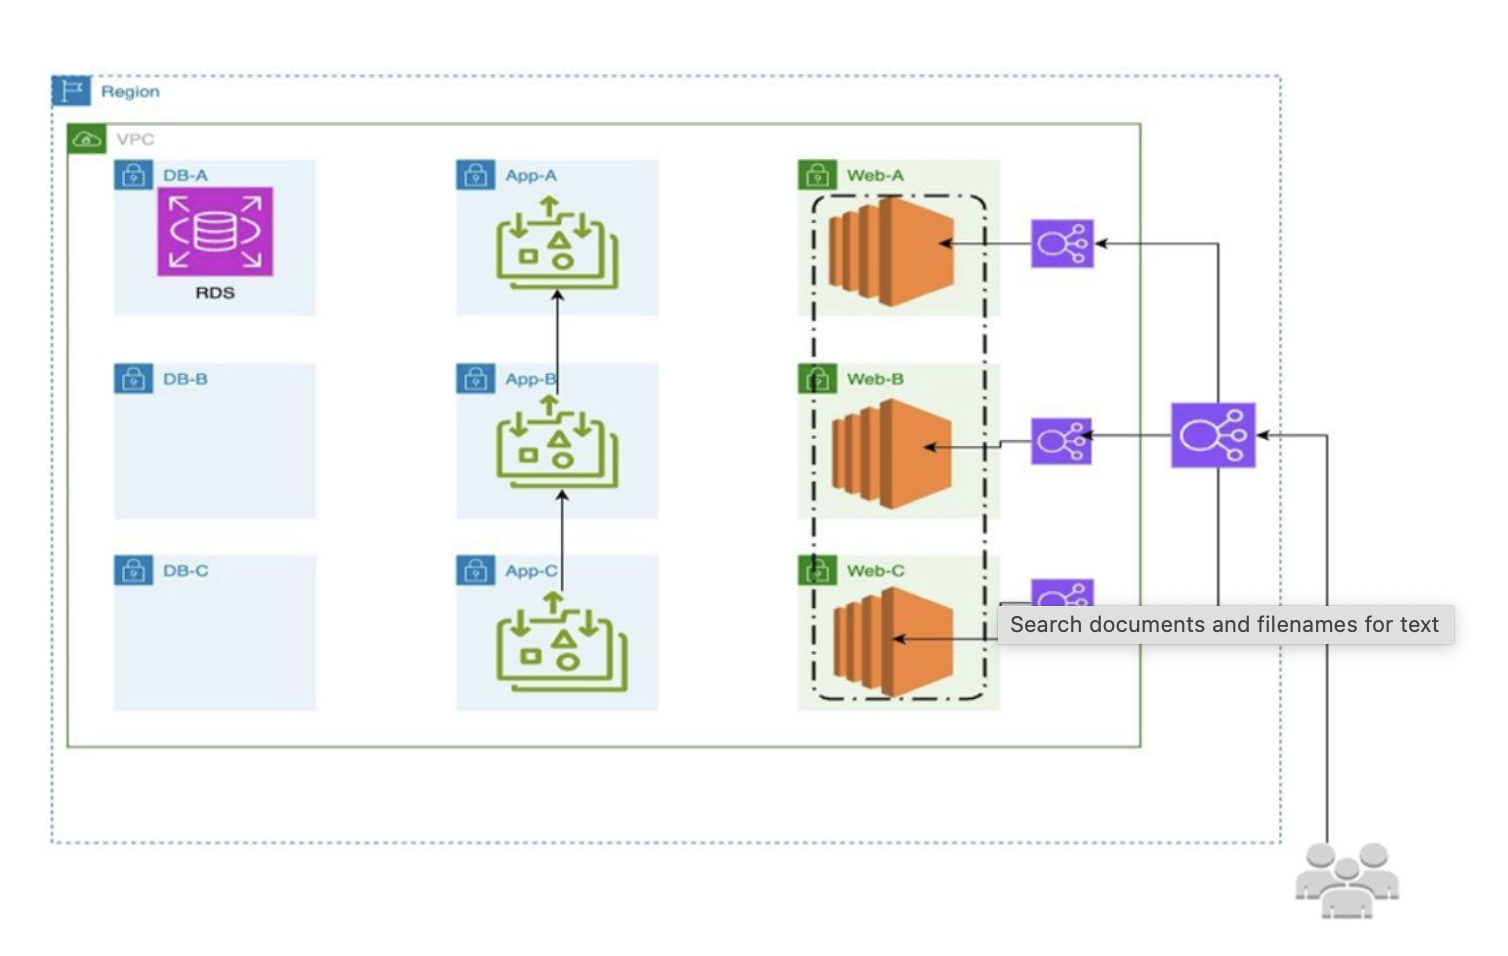 Region
VPC
DB-A
App-A
Web-A
RDS
DB-B
App-B
Web-B
DB-C
App-C
Web-C
Search documents and filenames for text